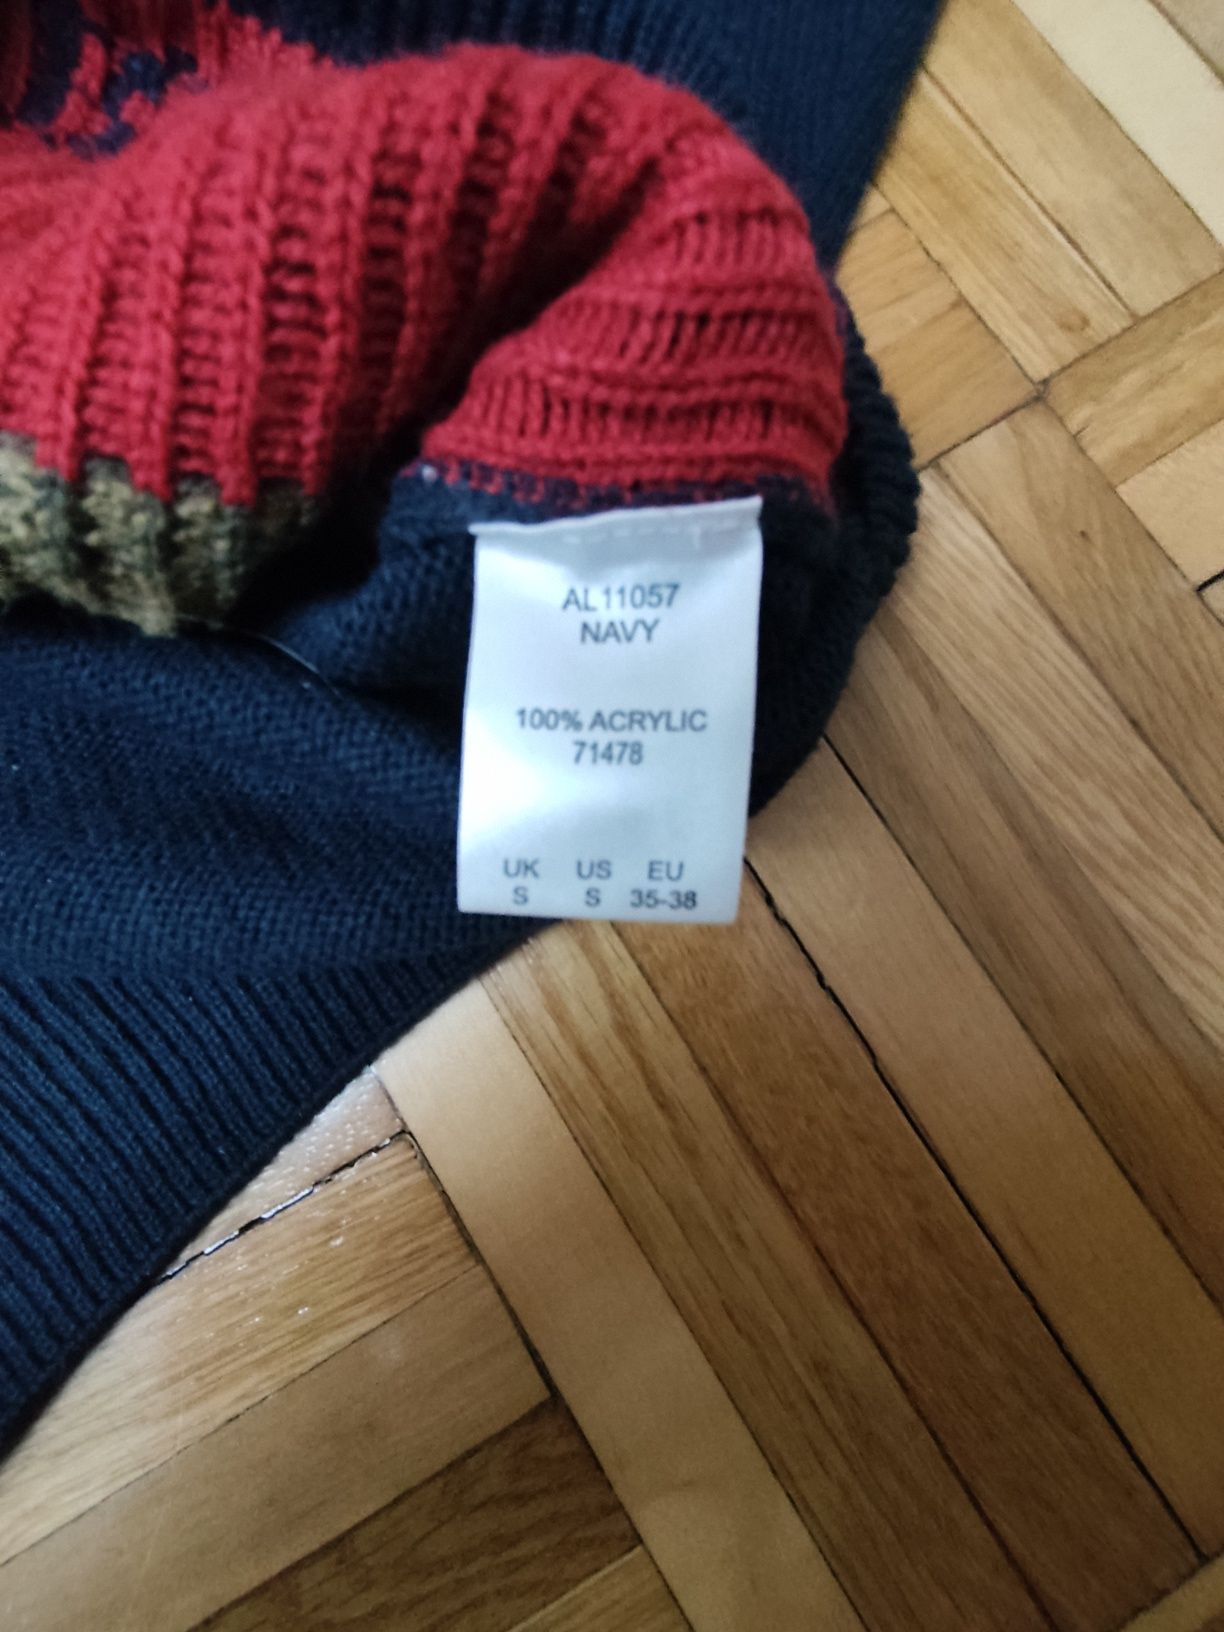 AL11057
NAVY
100% ACRYLIC
71478
UK US EU
S S 35-38